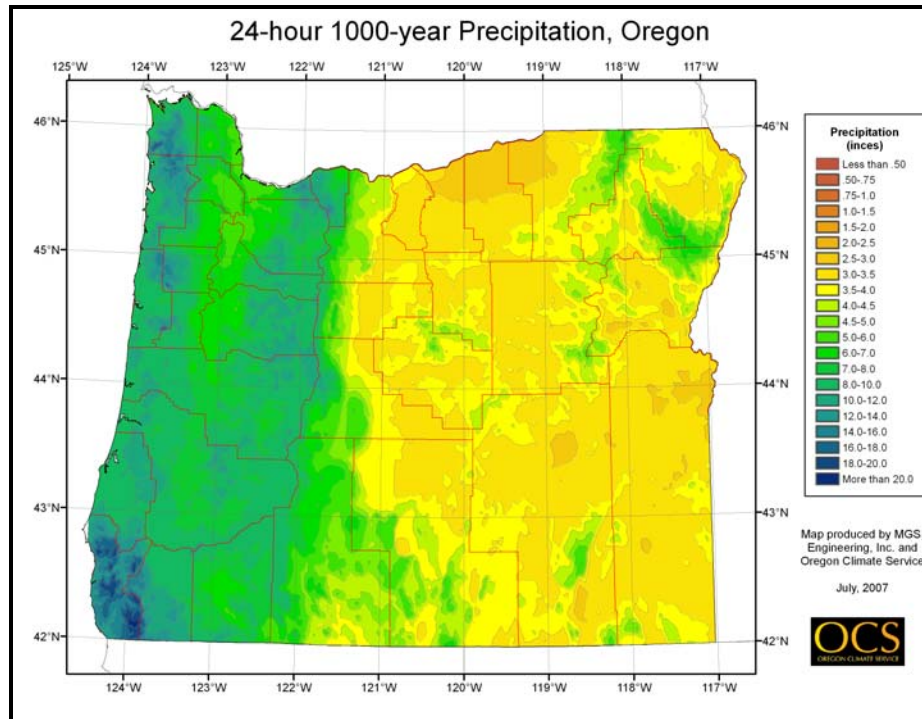 24-hour 1000-year Precipitation, Oregon
125°W 124°W 123°W 122°W 121°W 120°W 119°W 118°W 117°W
46°N 46°N
45°N 45°N
44°N 44°N
43°N 43°N
42°N 42°N
124°W 123°W 122°W 121°W 120°W 119°W 118°W 117°W
Precipitation
(inces)
Less than .50
.50-.75
.75-1.0
1.0-1.5
1.5-2.0
2.0-2.5
2.5-3.0
3.0-3.5
3.5-4.0
4.0-4.5
4.5-5.0
5.0-6.0
6.0-7.0
7.0-8.0
8.0-10.0
10.0-12.0
12.0-14.0
14.0-16.0
16.0-18.0
18.0-20.0
More than 20.0
Map produced by MGS
Engineering, Inc. and
Oregon Climate Service
July, 2007
OCS
OREGON CLIMATE SERVICE